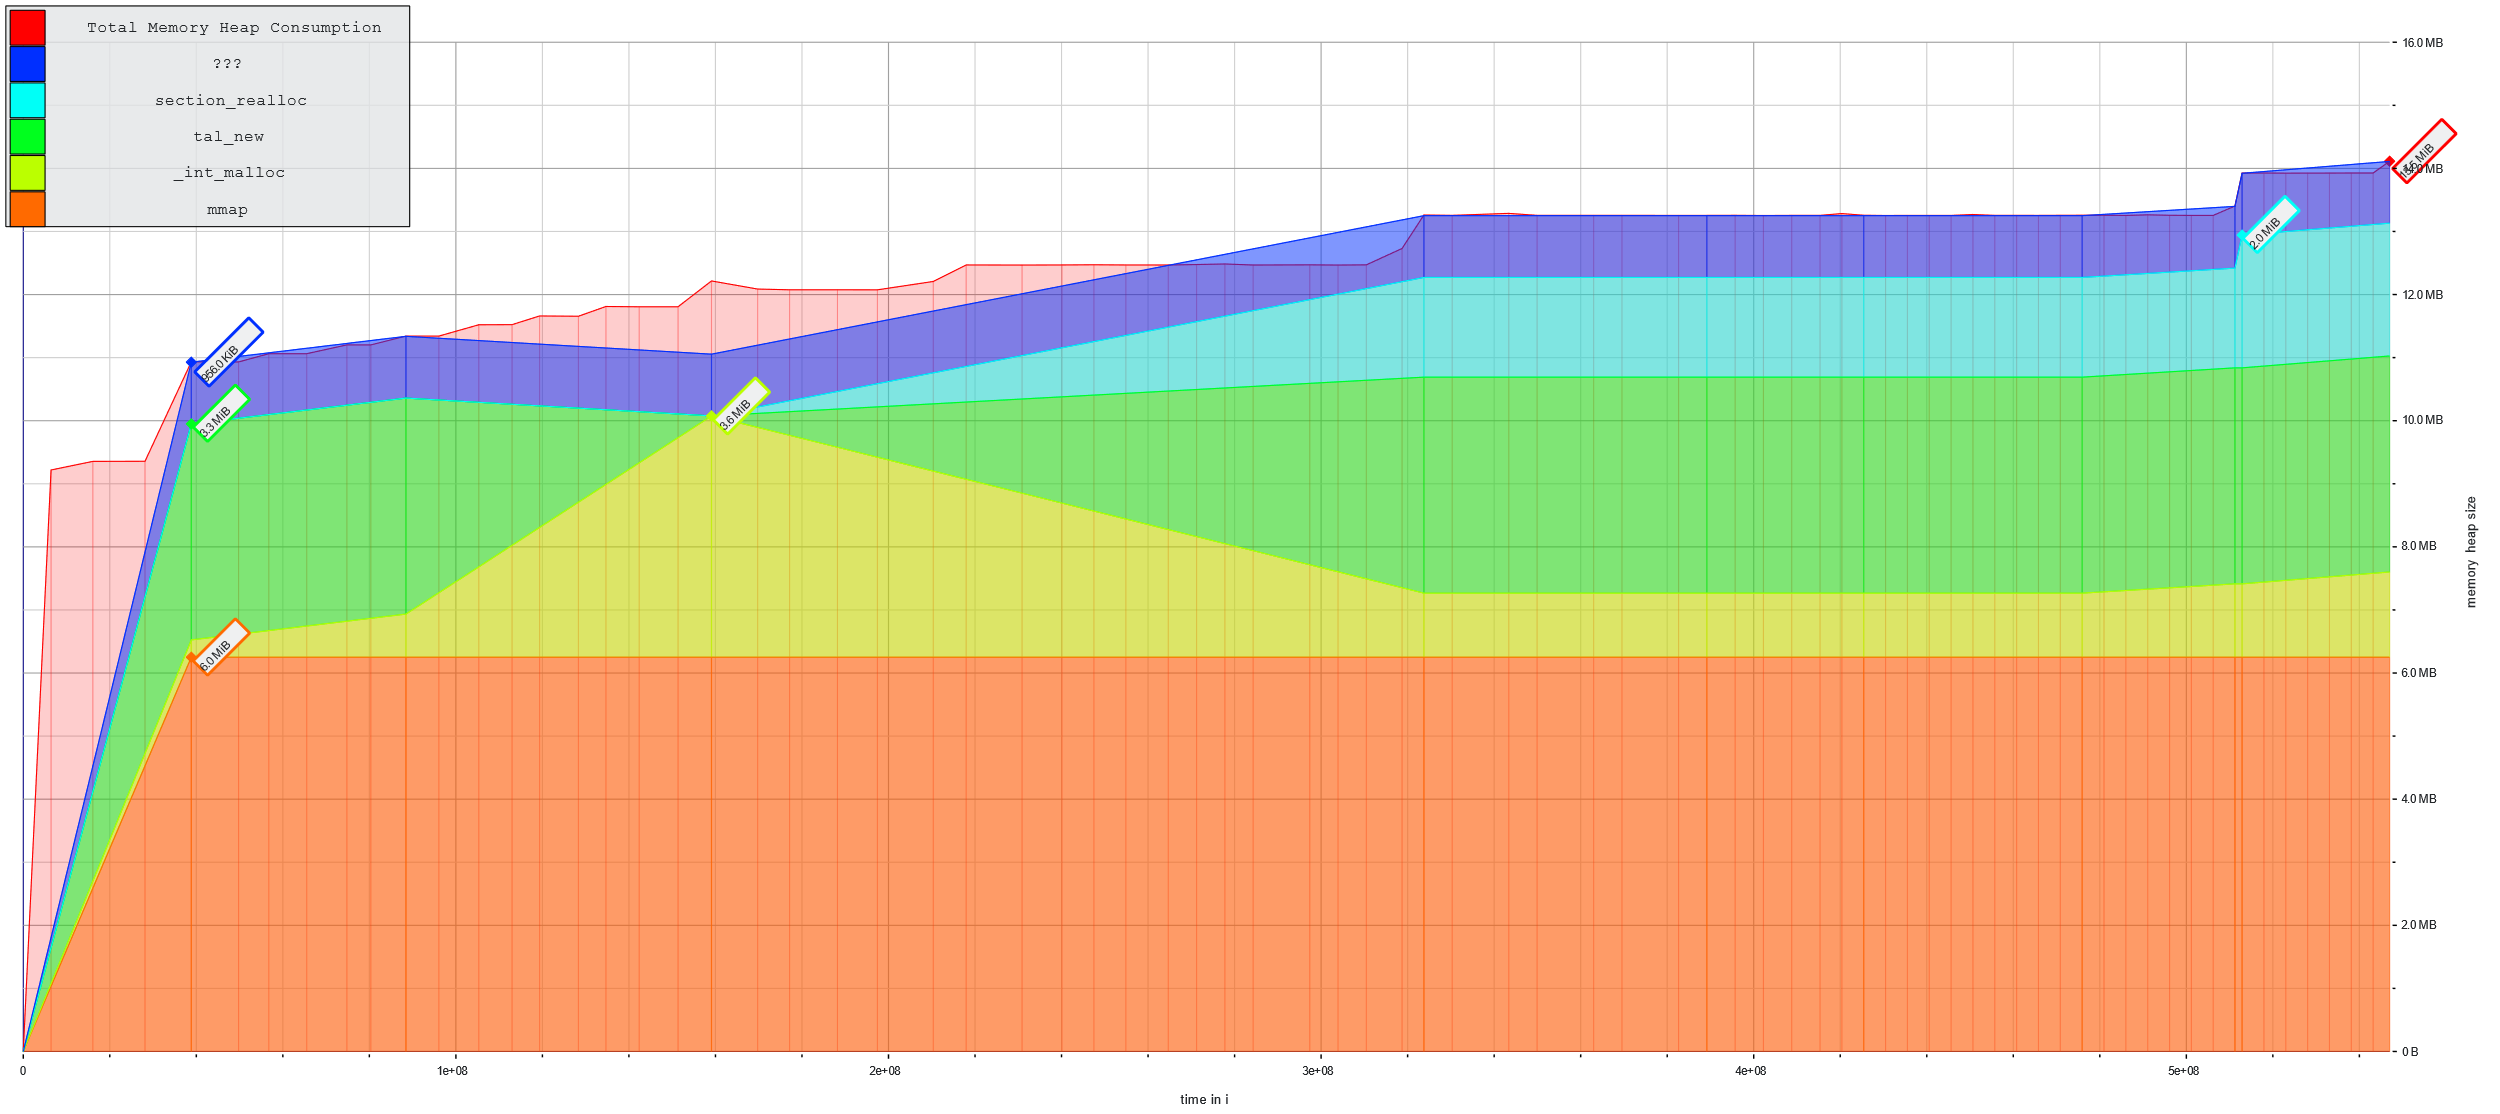 Total Memory Heap Consumption
???
section_realloc
tal_new
_int_malloc
mmap
16.0 MB
12.0 MB
10.0 MB
8.0 MB
6.0 MB
4.0 MB
2.0 MB
0 B
memory heap size
2.0 MiB
956.0 KiB
3.3 MiB
3.6 MiB
6.0 MiB
0
1e+08
2e+08
3e+08
4e+08
5e+08
time in i